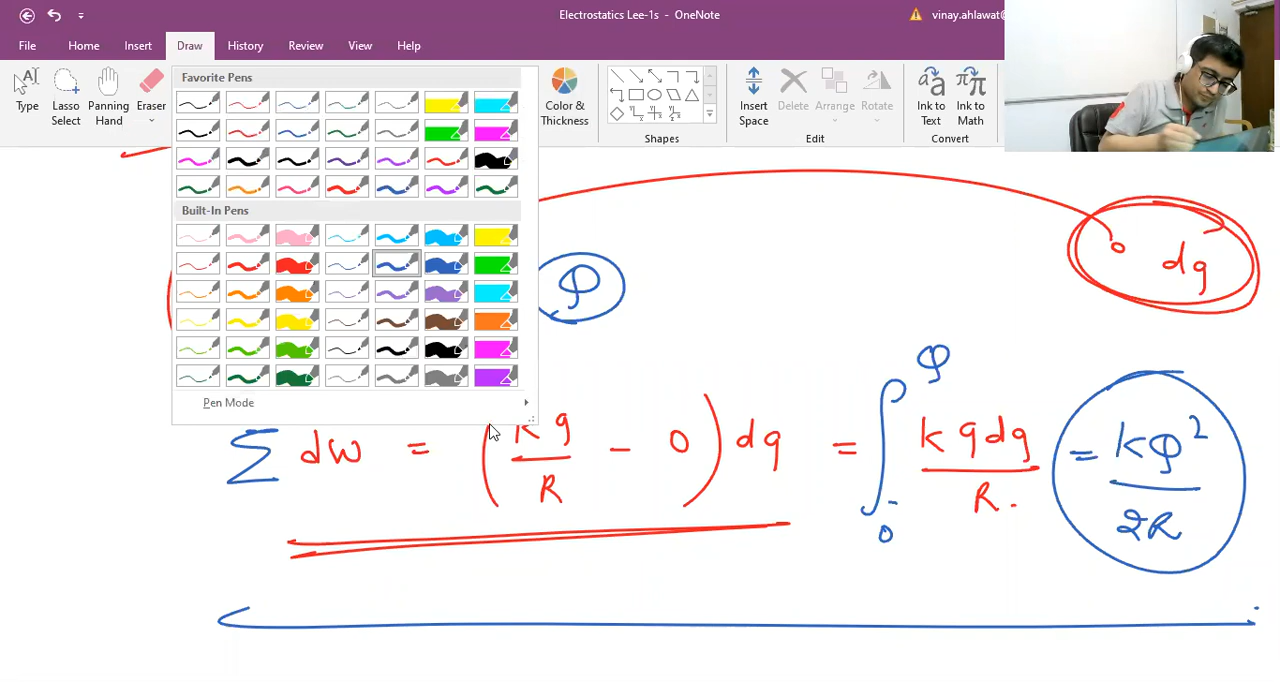 Electrostatics Lee-1s - OneNote
vinay.ahlawat@
File Home Insert Draw History Review View Help
Type
Lasso Select
Panning Hand
Eraser
Favorite Pens
Built-In Pens
Pen Mode
Color & Thickness
Shapes
Insert Space
Delete
Arrange
Rotate
Edit
Ink to Text
Ink to Math
Convert
dq
Q
∑ dw = (kq/R - 0) dq = ∫₀^Q kqdq/R. = kQ²/2R